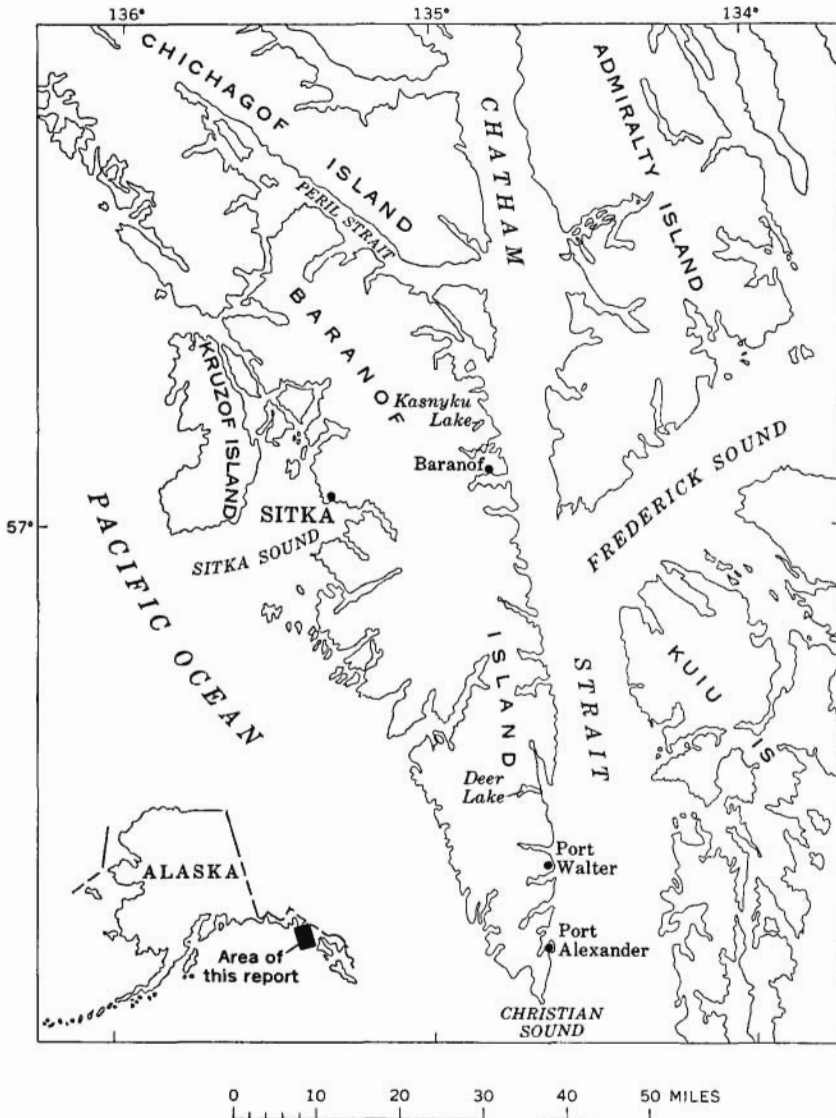 136° 135° 134°
CHICHAGOF ISLAND
CHATHAM STRAIT
ADMIRALTY ISLAND
PERIL STRAIT
BARANOF ISLAND
KRUZOF ISLAND
Kasnyku
Lake
Baranof
SITKA
57°
SITKA SOUND
FREDERICK SOUND
PACIFIC OCEAN
KUIU IS
Deer
Lake
Port
Walter
ALASKA
Area of
this report
Port
Alexander
CHRISTIAN
SOUND
0 10 20 30 40 50 MILES